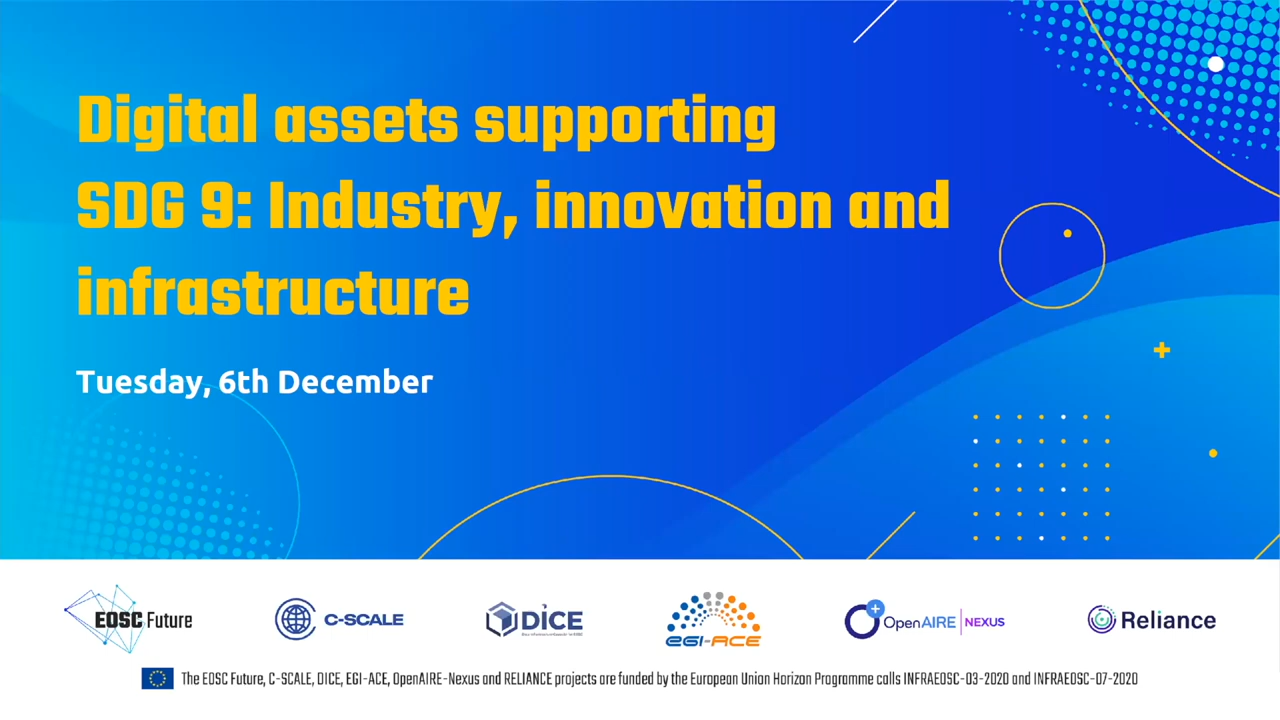 Digital assets supporting
SDG 9: Industry, innovation and
infrastructure
Tuesday, 6th December
EOSC Future
C-SCALE
DICE
EGI-ACE
OpenAIRE NEXUS
Reliance
The EOSC Future, C-SCALE, DICE, EGI-ACE, OpenAIRE-Nexus and RELIANCE projects are funded by the European Union Horizon Programme calls INFRAEOSC-03-2020 and INFRAEOSC-07-2020